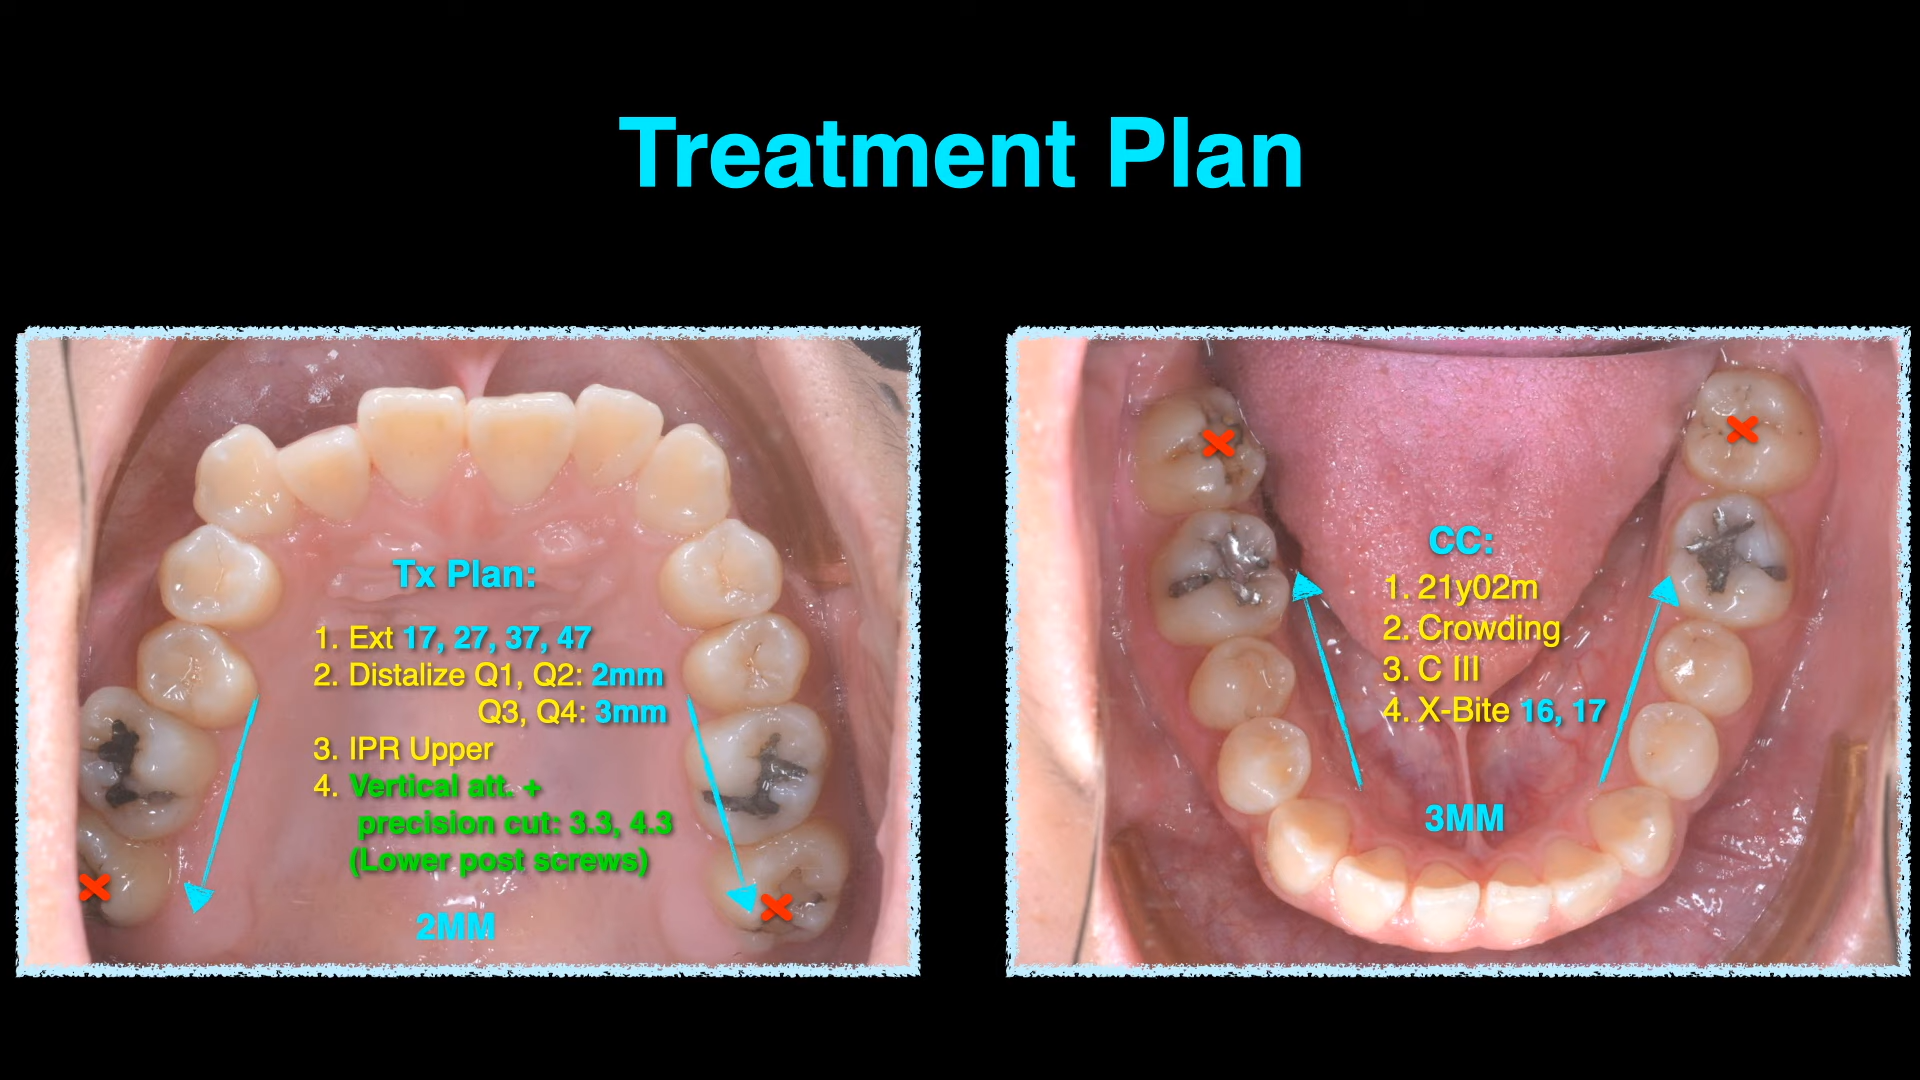 Treatment Plan
Tx Plan:
1. Ext 17, 27, 37, 47
2. Distalize Q1, Q2: 2mm
Q3, Q4: 3mm
3. IPR Upper
4. Vertical att. +
precision cut: 3.3, 4.3
(Lower post screws)
2MM
CC:
1. 21y02m
2. Crowding
3. C III
4. X-Bite 16, 17
3MM